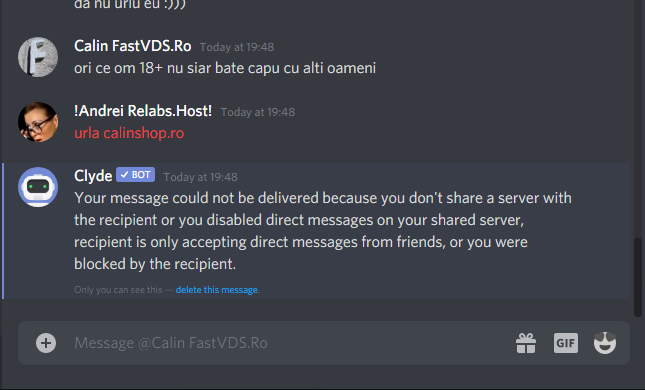 da nu urlu eu :)))
Calin FastVDS.Ro Today at 19:48
ori ce om 18+ nu siar bate capu cu alti oameni
!Andrei Relabs.Host! Today at 19:48
urla calinshop.ro
Clyde BOT Today at 19:48
Your message could not be delivered because you don't share a server with
the recipient or you disabled direct messages on your shared server,
recipient is only accepting direct messages from friends, or you were
blocked by the recipient.
Only you can see this — delete this message.
Message @Calin FastVDS.Ro
GIF